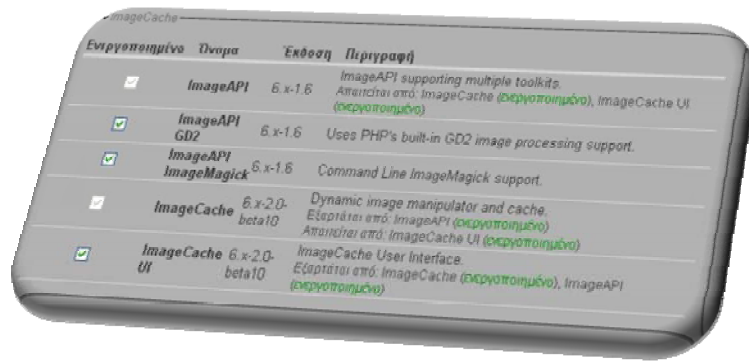 ImageCache
Ενεργοποιημένο Όνομα Έκδοση Περιγραφή
ImageAPI 6.x-1.6 ImageAPI supporting multiple toolkits.
Απαιτείται από: ImageCache (ενεργοποιημένο), ImageCache UI
(ενεργοποιημένο)
ImageAPI
GD2 6.x-1.6 Uses PHP's built-in GD2 image processing support.
ImageAPI
ImageMagick 6.x-1.6 Command Line ImageMagick support.
ImageCache 6.x-2.0-
beta10 Dynamic image manipulator and cache.
Εξαρτάται από: ImageAPI (ενεργοποιημένο)
Απαιτείται από: ImageCache UI (ενεργοποιημένο)
ImageCache
UI 6.x-2.0-
beta10 ImageCache User Interface.
Εξαρτάται από: ImageCache (ενεργοποιημένο), ImageAPI
(ενεργοποιημένο)